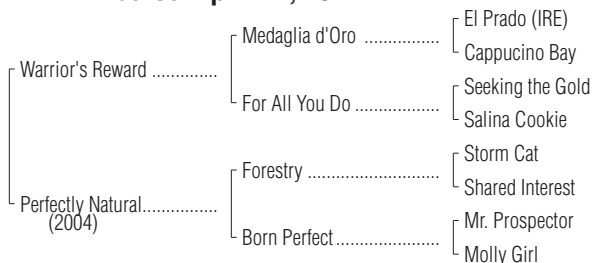 El Prado (IRE)
Medaglia d'Oro ...............
Cappucino Bay
Warrior's Reward .............
Seeking the Gold
For All You Do .................
Salina Cookie
Storm Cat
Forestry ..........................
Shared Interest
Perfectly Natural...............
(2004)
Mr. Prospector
Born Perfect.....................
Molly Girl